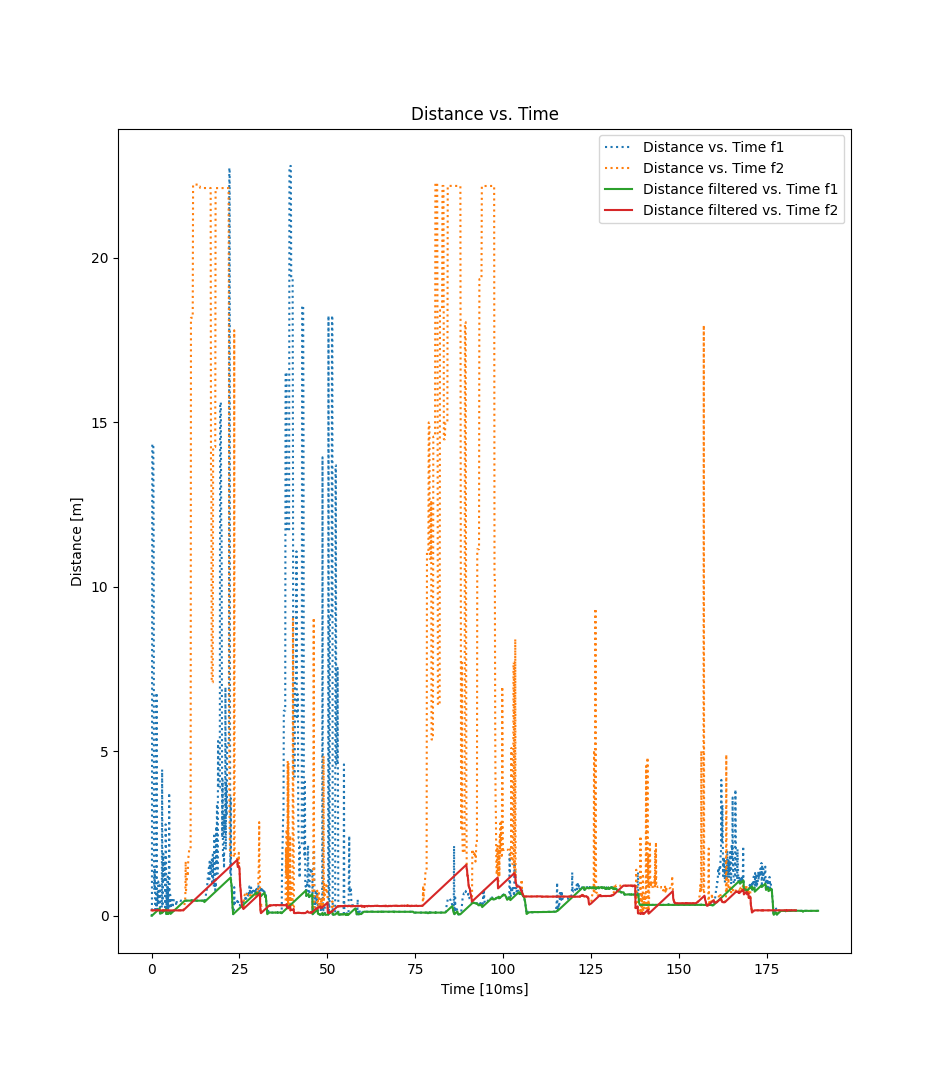 Distance vs. Time
Distance vs. Time f1
Distance vs. Time f2
Distance filtered vs. Time f1
Distance filtered vs. Time f2
20
15
10
5
0
Distance [m]
0 25 50 75 100 125 150 175
Time [10ms]